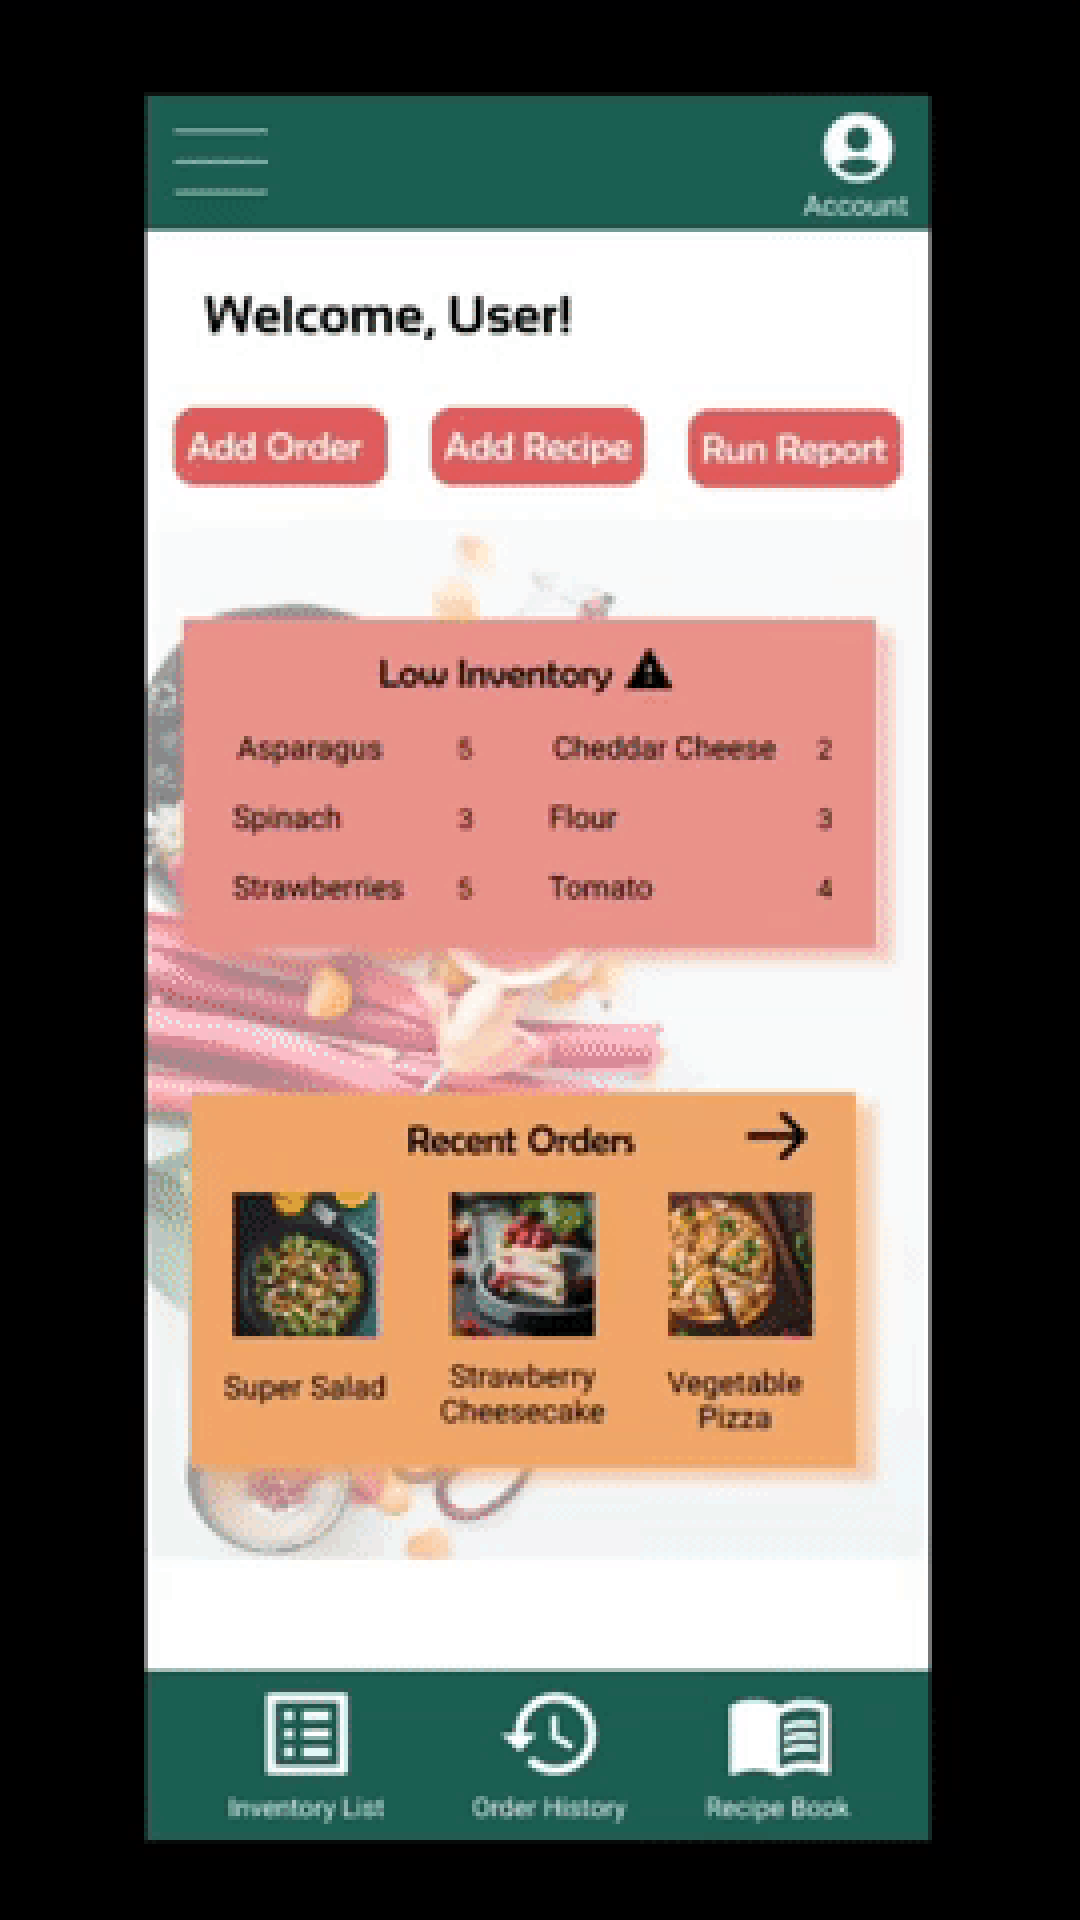 Account
Welcome, User!
Add Order Add Recipe Run Report
Low Inventory
Asparagus 5 Cheddar Cheese 2
Spinach 3 Flour 3
Strawberries 5 Tomato 4
Recent Orders
Super Salad
Strawberry
Cheesecake
Vegetable
Pizza
Inventory List Order History Recipe Book